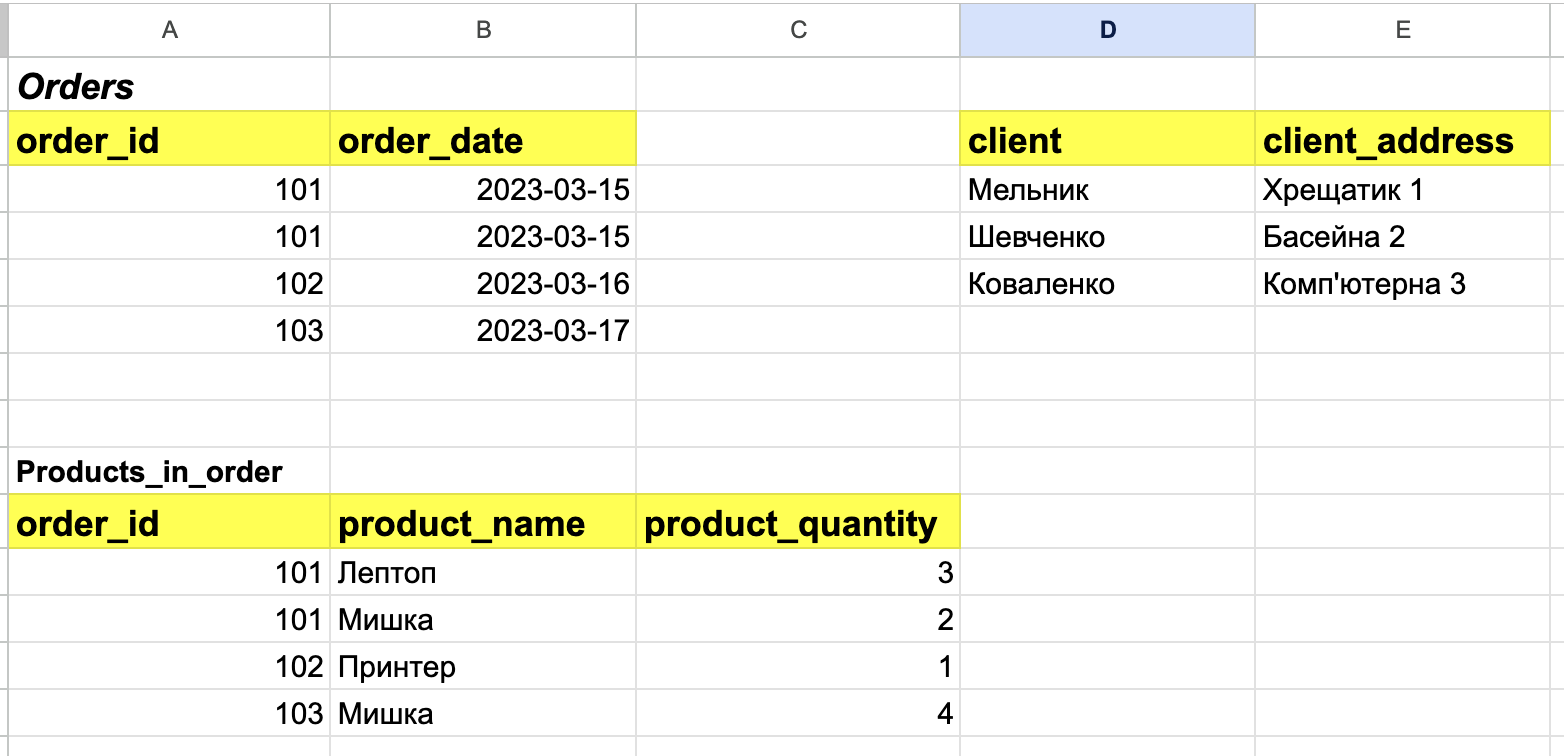 A B C D E
Orders
order_id order_date client client_address
101 2023-03-15 Мельник Хрещатик 1
101 2023-03-15 Шевченко Басейна 2
102 2023-03-16 Коваленко Комп'ютерна 3
103 2023-03-17
Products_in_order
order_id product_name product_quantity
101 Лептоп 3
101 Мишка 2
102 Принтер 1
103 Мишка 4